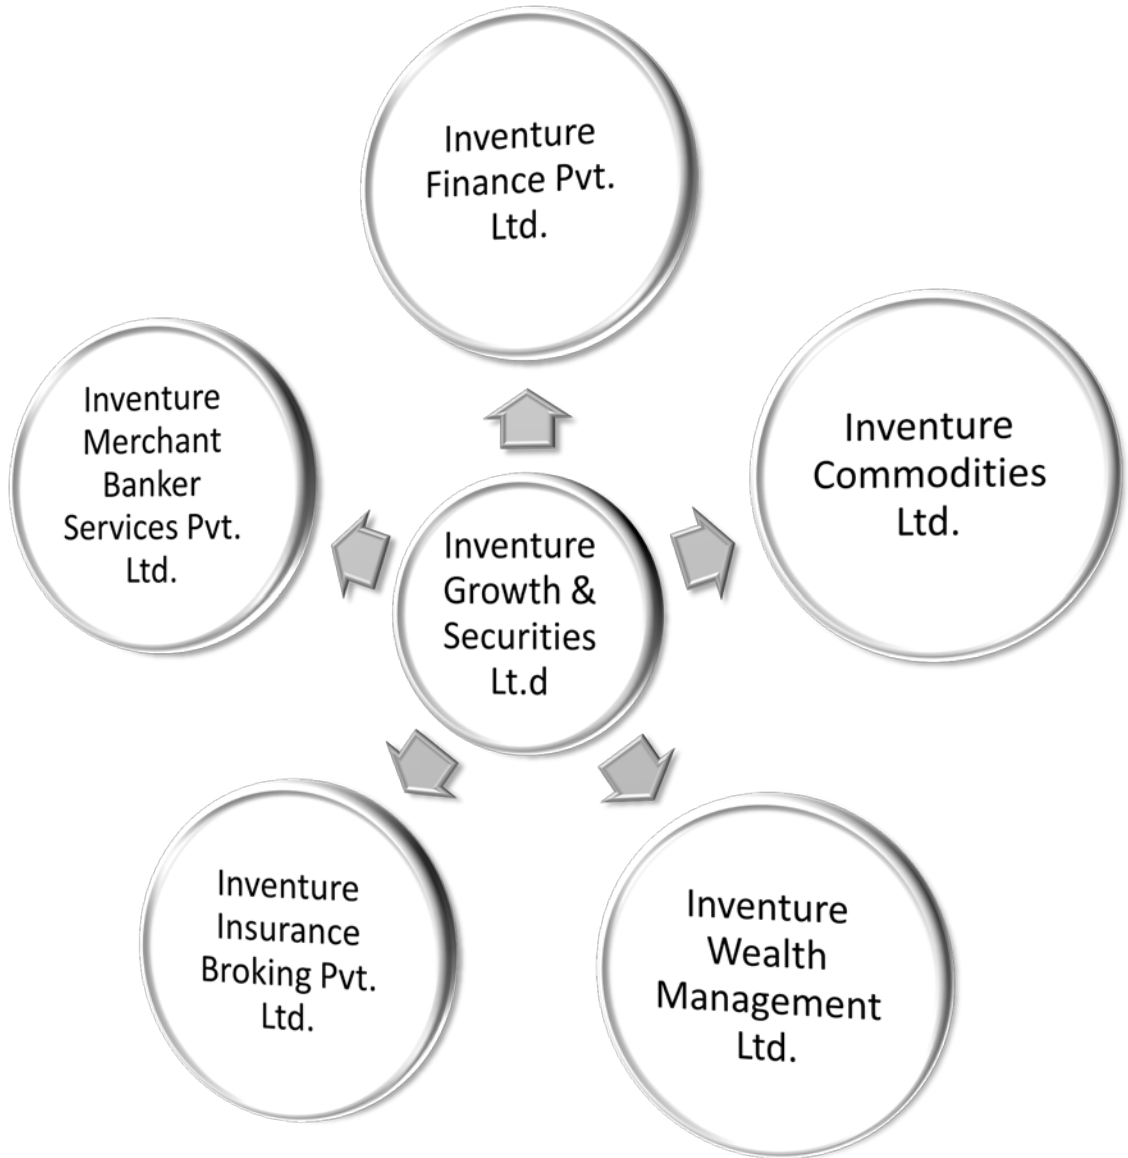 Inventure
Finance Pvt.
Ltd.
Inventure
Commodities
Ltd.
Inventure
Merchant
Banker
Services Pvt.
Ltd.
Inventure
Growth &
Securities
Lt.d
Inventure
Insurance
Broking Pvt.
Ltd.
Inventure
Wealth
Management
Ltd.